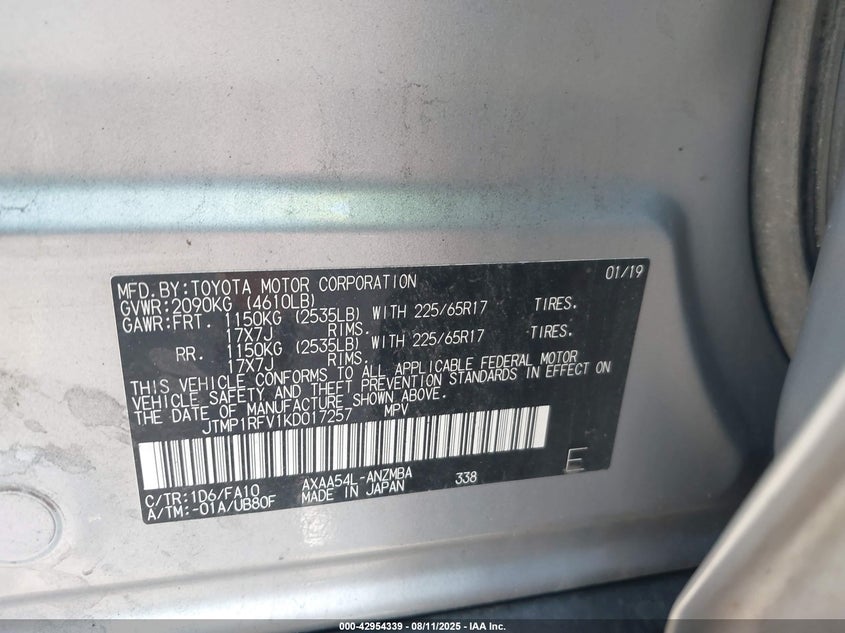 MFD. BY: TOYOTA MOTOR CORPORATION 01/19
GVWR: 2090KG (4610LB)
GAWR: FRT. 1150KG (2535LB) WITH 225/65R17 TIRES.
17X7J RIMS.
RR. 1150KG (2535LB) WITH 225/65R17 TIRES.
17X7J RIMS.
THIS VEHICLE CONFORMS TO ALL APPLICABLE FEDERAL MOTOR
VEHICLE SAFETY AND THEFT PREVENTION STANDARDS IN EFFECT ON
THE DATE OF MANUFACTURE SHOWN ABOVE.
JTMP1RFV1KD017257 MPV
C/TR: 1D6/FA10 AXAA54L-ANZMBA 338 E
A/TM: -01A/UB80F MADE IN JAPAN
000-42954339 - 08/11/2025 - IAA Inc.